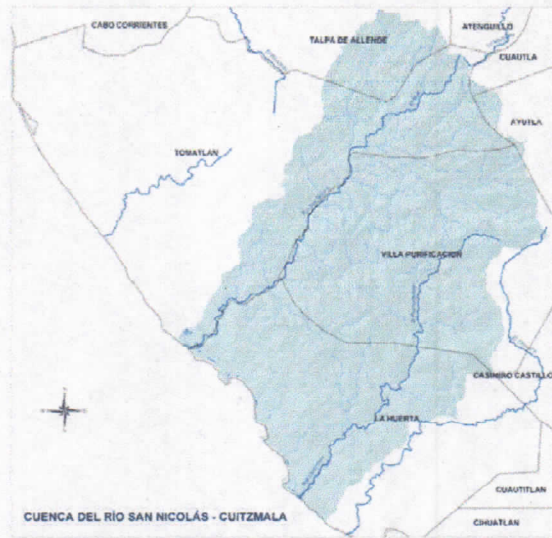 CABO CORRIENTES
ATENGUILLO
TALPA DE ALLENDE
CUAUTLA
AYUTLA
TOMATLAN
VILLA PURIFICACION
CASIMIRO CASTILLO
LA HUERTA
CUAUTITLAN
CUENCA DEL RÍO SAN NICOLÁS - CUITZMALA
CIHUATLAN